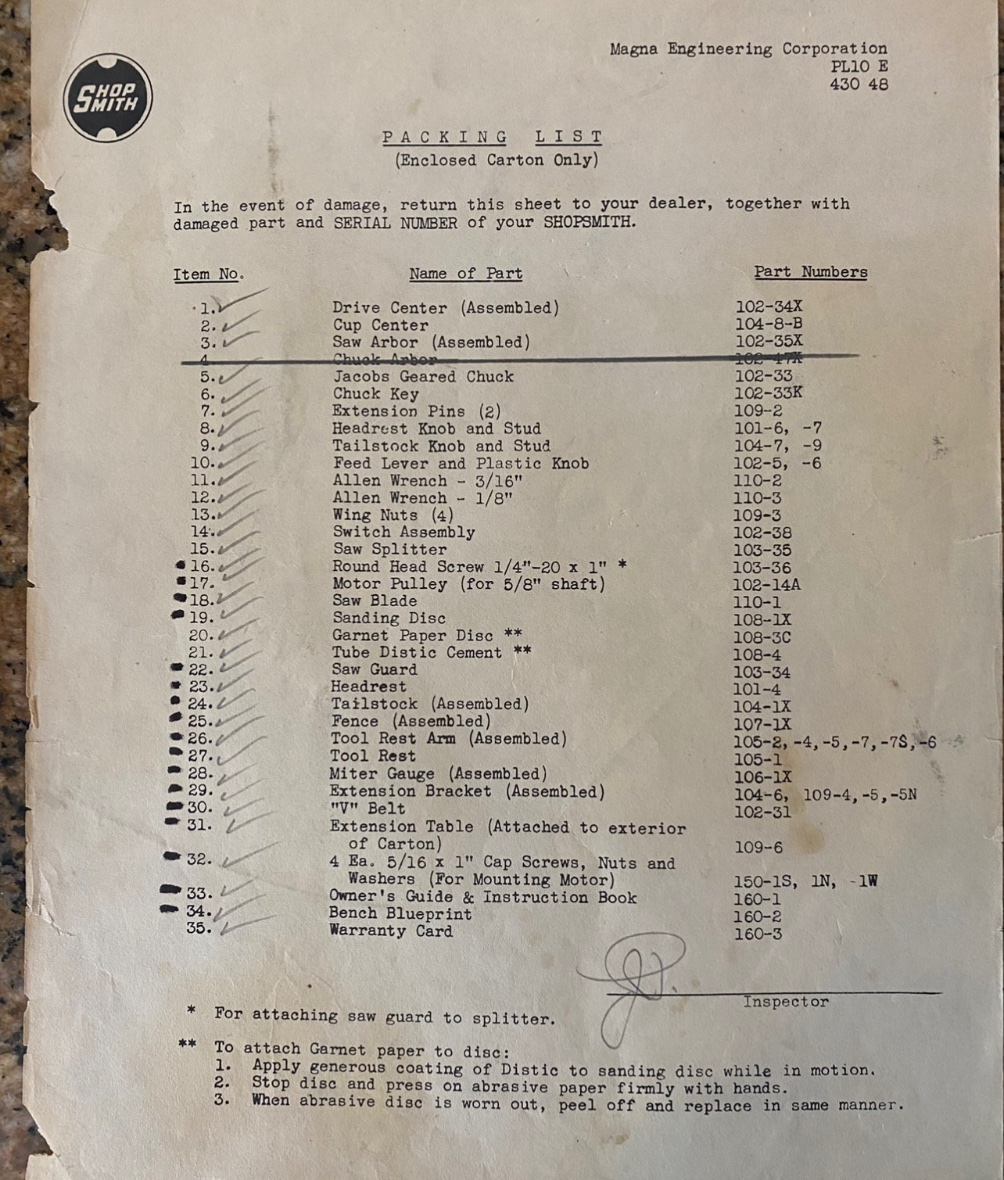 SHOP
SMITH
Magna Engineering Corporation
PL10 E
430 48
PACKING LIST
(Enclosed Carton Only)
In the event of damage, return this sheet to your dealer, together with
damaged part and SERIAL NUMBER of your SHOPSMITH.
Item No. Name of Part Part Numbers
1. Drive Center (Assembled) 102-34X
2. Cup Center 104-8-B
3. Saw Arbor (Assembled) 102-35X
4. Chuck Arbor 102-47X
5. Jacobs Geared Chuck 102-33
6. Chuck Key 102-33K
7. Extension Pins (2) 109-2
8. Headrest Knob and Stud 101-6, -7
9. Tailstock Knob and Stud 104-7, -9
10. Feed Lever and Plastic Knob 102-5, -6
11. Allen Wrench - 3/16" 110-2
12. Allen Wrench - 1/8" 110-3
13. Wing Nuts (4) 109-3
14. Switch Assembly 102-38
15. Saw Splitter 103-35
16. Round Head Screw 1/4"-20 x 1" * 103-36
17. Motor Pulley (for 5/8" shaft) 102-14A
18. Saw Blade 110-1
19. Sanding Disc 108-1X
20. Garnet Paper Disc ** 108-3C
21. Tube Distic Cement ** 108-4
22. Saw Guard 103-34
23. Headrest 101-4
24. Tailstock (Assembled) 104-1X
25. Fence (Assembled) 107-1X
26. Tool Rest Arm (Assembled) 105-2, -4, -5, -7, -7S, -6
27. Tool Rest 105-1
28. Miter Gauge (Assembled) 106-1X
29. Extension Bracket (Assembled) 104-6, 109-4, -5, -5N
30. "V" Belt 102-31
31. Extension Table (Attached to exterior
of Carton) 109-6
32. 4 Ea. 5/16 x 1" Cap Screws, Nuts and
Washers (For Mounting Motor) 150-1S, 1N, -1W
33. Owner's Guide & Instruction Book 160-1
34. Bench Blueprint 160-2
35. Warranty Card 160-3
Inspector
* For attaching saw guard to splitter.
** To attach Garnet paper to disc:
1. Apply generous coating of Distic to sanding disc while in motion.
2. Stop disc and press on abrasive paper firmly with hands.
3. When abrasive disc is worn out, peel off and replace in same manner.